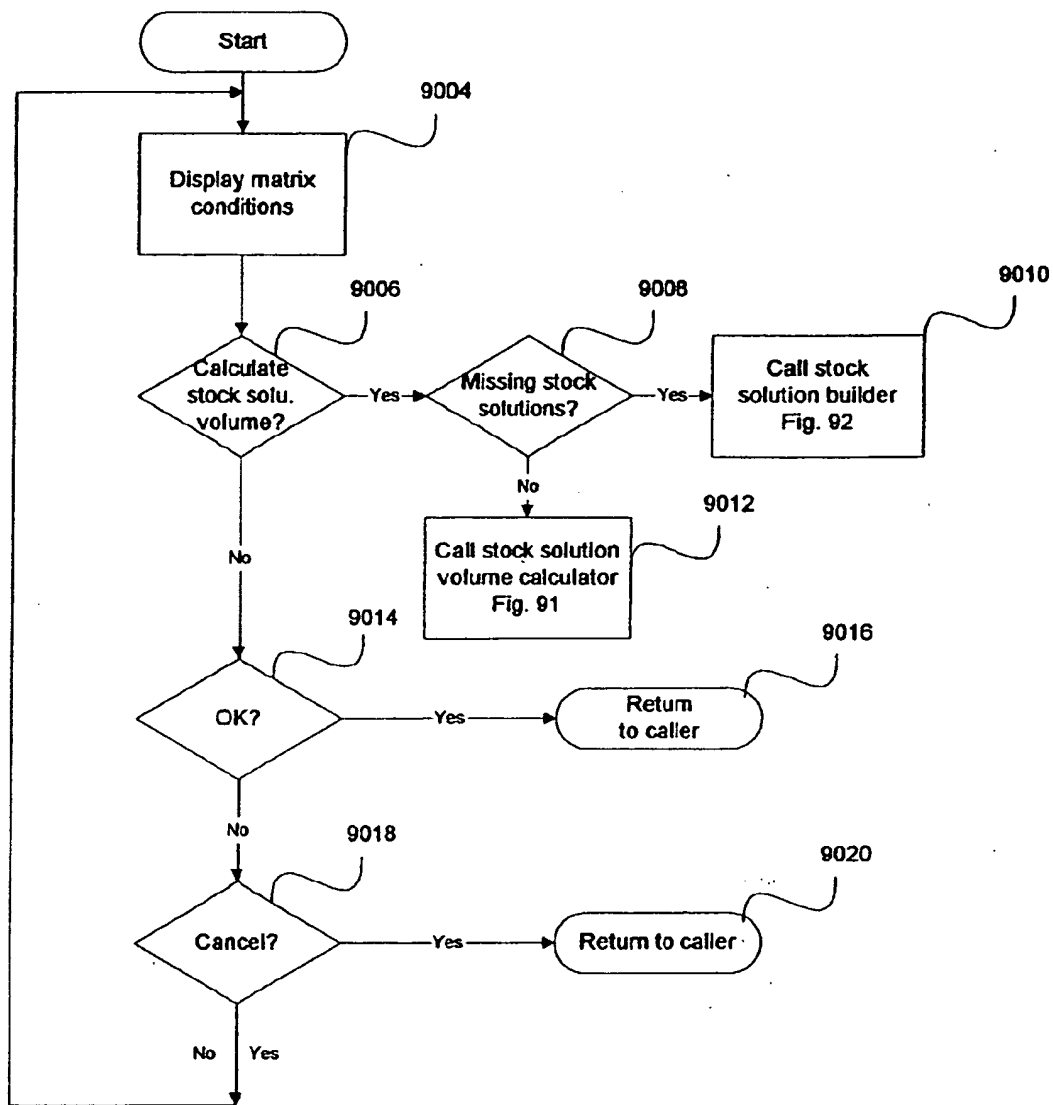 Start
9004
Display matrix
conditions
9006
9008
9010
Calculate
stock solu.
volume?
Yes
Missing stock
solutions?
Yes
Call stock
solution builder
Fig. 92
No
9012
No
Call stock solution
volume calculator
Fig. 91
9014
9016
OK?
Yes
Return
to caller
No
9018
9020
Cancel?
Yes
Return to caller
No Yes